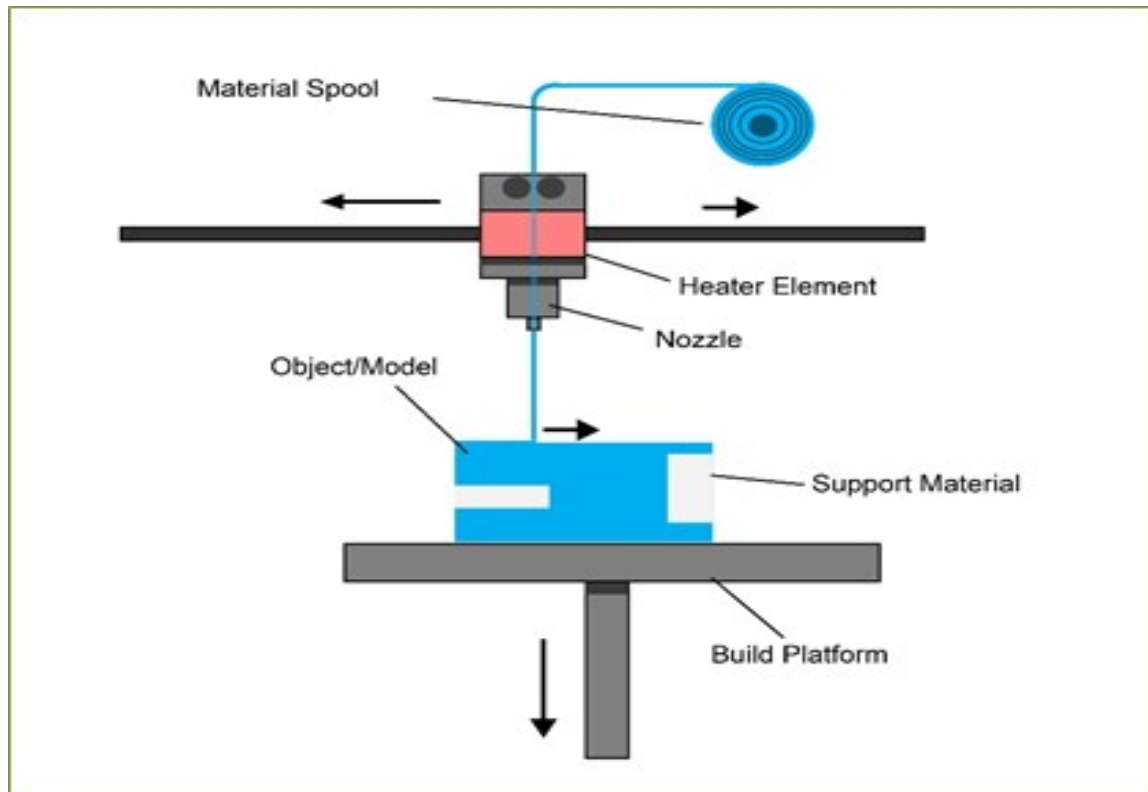 Material Spool
Heater Element
Nozzle
Object/Model
Support Material
Build Platform